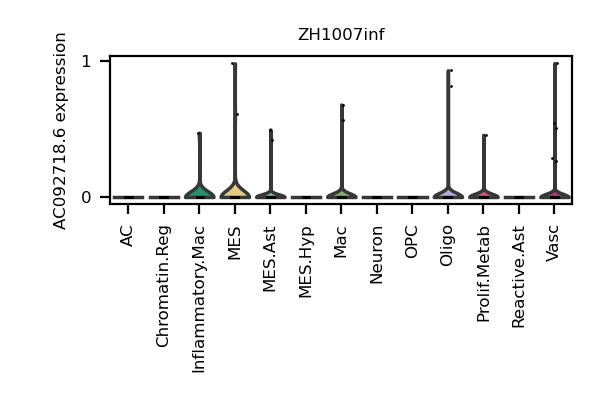 ZH1007inf
AC092718.6 expression
1
0
AC
Chromatin.Reg
Inflammatory.Mac
MES
MES.Ast
MES.Hyp
Mac
Neuron
OPC
Oligo
Prolif.Metab
Reactive.Ast
Vasc